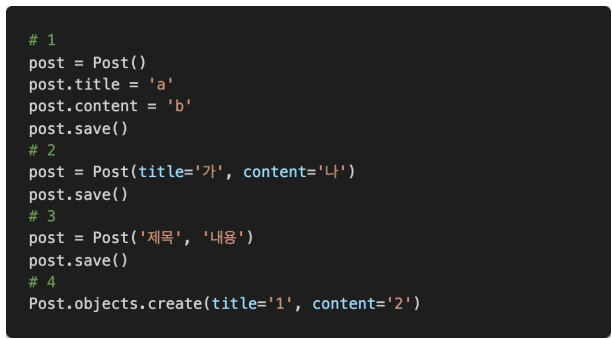 # 1
post = Post()
post.title = 'a'
post.content = 'b'
post.save()
# 2
post = Post(title='가', content='나')
post.save()
# 3
post = Post('제목', '내용')
post.save()
# 4
Post.objects.create(title='1', content='2')